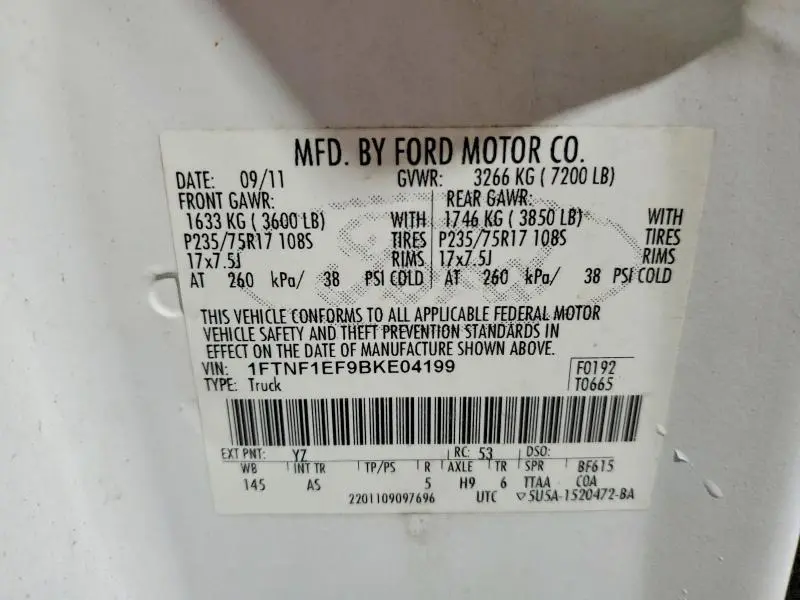 MFD. BY FORD MOTOR CO.
DATE: 09/11 GVWR: 3266 KG ( 7200 LB)
FRONT GAWR: REAR GAWR:
1633 KG ( 3600 LB) WITH 1746 KG ( 3850 LB) WITH
P235/75R17 108S TIRES P235/75R17 108S TIRES
17x7.5J RIMS 17x7.5J RIMS
AT 260 kPa/ 38 PSI COLD AT 260 kPa/ 38 PSI COLD
THIS VEHICLE CONFORMS TO ALL APPLICABLE FEDERAL MOTOR
VEHICLE SAFETY AND THEFT PREVENTION STANDARDS IN
EFFECT ON THE DATE OF MANUFACTURE SHOWN ABOVE.
VIN: 1FTNF1EF9BKE04199 F0192
TYPE: Truck T0665
EXT PNT: YZ RC: 53 DSO:
WB INT TR TP/PS R AXLE TR SPR BF615
145 AS 5 H9 6 TTAA COA
2201109097696 UTC ▽5U5A-1520472-BA